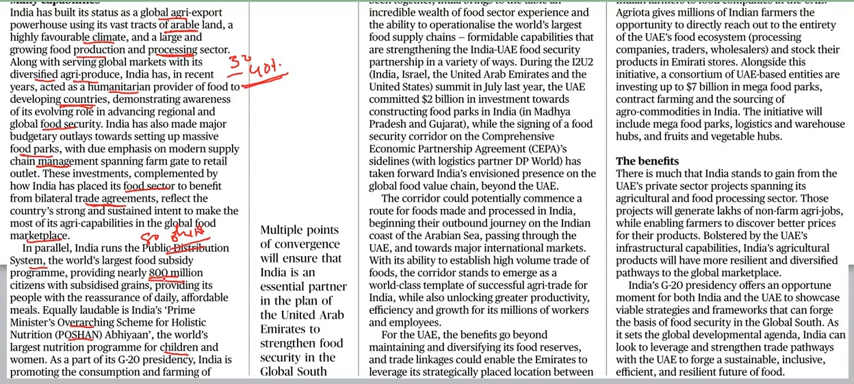 Many capabilities
India has built its status as a global agri-export
powerhouse using its vast tracts of arable land, a
highly favourable climate, and a large and
growing food production and processing sector.
Along with serving global markets with its
diversified agri-produce, India has, in recent
years, acted as a humanitarian provider of food to
developing countries, demonstrating awareness
of its evolving role in advancing regional and
global food security. India has also made major
budgetary outlays towards setting up massive
food parks, with due emphasis on modern supply
chain management spanning farm gate to retail
outlet. These investments, complemented by
how India has placed its food sector to benefit
from bilateral trade agreements, reflect the
country's strong and sustained intent to make the
most of its agri-capabilities in the global food
marketplace.
In parallel, India runs the Public Distribution
System, the world's largest food subsidy
programme, providing nearly 800 million
citizens with subsidised grains, providing its
people with the reassurance of daily, affordable
meals. Equally laudable is India's 'Prime
Minister's Overarching Scheme for Holistic
Nutrition (POSHAN) Abhiyaan', the world's
largest nutrition programme for children and
women. As a part of its G-20 presidency, India is
promoting the consumption and farming of
40%
Multiple points
of convergence
will ensure that
India is an
essential partner
in the plan of
the United Arab
Emirates to
strengthen food
security in the
Global South
been together, India brings to the table an
incredible wealth of food sector experience and
the ability to operationalise the world's largest
food supply chains – formidable capabilities that
are strengthening the India-UAE food security
partnership in a variety of ways. During the I2U2
(India, Israel, the United Arab Emirates and the
United States) summit in July last year, the UAE
committed $2 billion in investment towards
constructing food parks in India (in Madhya
Pradesh and Gujarat), while the signing of a food
security corridor on the Comprehensive
Economic Partnership Agreement (CEPA)'s
sidelines (with logistics partner DP World) has
taken forward India's envisioned presence on the
global food value chain, beyond the UAE.
The corridor could potentially commence a
route for foods made and processed in India,
beginning their outbound journey on the Indian
coast of the Arabian Sea, passing through the
UAE, and towards major international markets.
With its ability to establish high volume trade of
foods, the corridor stands to emerge as a
world-class template of successful agri-trade for
India, while also unlocking greater productivity,
efficiency and growth for its millions of workers
and employees.
For the UAE, the benefits go beyond
maintaining and diversifying its food reserves,
and trade linkages could enable the Emirates to
leverage its strategically placed location between
Indian farmers to food companies in the UAE.
Agriota gives millions of Indian farmers the
opportunity to directly reach out to the entirety
of the UAE's food ecosystem (processing
companies, traders, wholesalers) and stock their
products in Emirati stores. Alongside this
initiative, a consortium of UAE-based entities are
investing up to $7 billion in mega food parks,
contract farming and the sourcing of
agro-commodities in India. The initiative will
include mega food parks, logistics and warehouse
hubs, and fruits and vegetable hubs.
The benefits
There is much that India stands to gain from the
UAE's private sector projects spanning its
agricultural and food processing sector. Those
projects will generate lakhs of non-farm agri-jobs,
while enabling farmers to discover better prices
for their products. Bolstered by the UAE's
infrastructural capabilities, India's agricultural
products will have more resilient and diversified
pathways to the global marketplace.
India's G-20 presidency offers an opportune
moment for both India and the UAE to showcase
viable strategies and frameworks that can forge
the basis of food security in the Global South. As
it sets the global developmental agenda, India can
look to leverage and strengthen trade pathways
with the UAE to forge a sustainable, inclusive,
efficient, and resilient future of food.